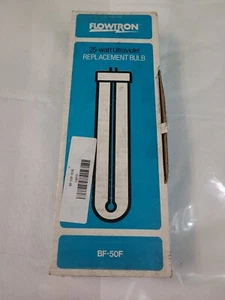 FLOWTRON
25-watt Ultraviolet
REPLACEMENT BULB
BF-50F